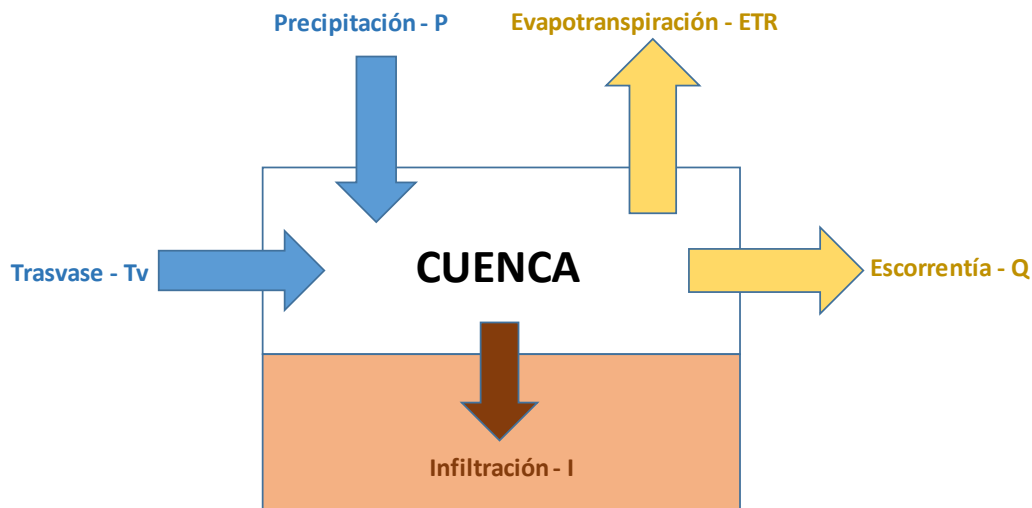 Precipitación - P
Evapotranspiración - ETR
Trasvase - Tv
CUENCA
Escorrentía - Q
Infiltración - I